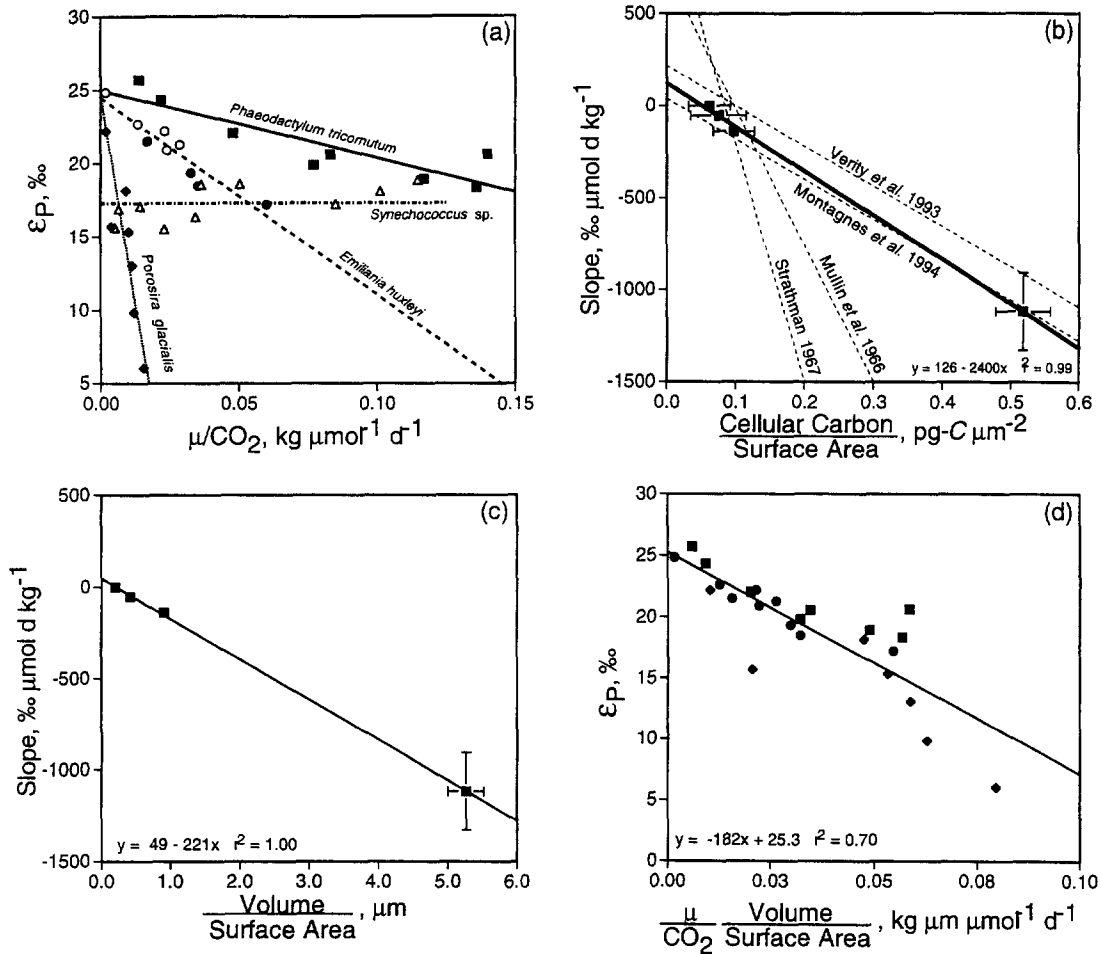 (a)
30
25
20
15
10
5
εP, ‰
Phaeodactylum tricornutum
Synechococcus sp.
Emiliania huxleyi
Porosira glacialis
0.00 0.05 0.10 0.15
μ/CO2, kg μmol-1 d-1
(b)
500
0
-500
-1000
-1500
Slope, ‰ μmol d kg-1
Verity et al. 1993
Montagnes et al. 1994
Mullin et al. 1966
Strathman 1967
y = 126 - 2400x r2 = 0.99
0.0 0.1 0.2 0.3 0.4 0.5 0.6
Cellular Carbon
Surface Area , pg-C μm-2
(c)
500
0
-500
-1000
-1500
Slope, ‰ μmol d kg-1
y = 49 - 221x r2 = 1.00
0.0 1.0 2.0 3.0 4.0 5.0 6.0
Volume
Surface Area , μm
(d)
30
25
20
15
10
5
0
εP, ‰
y = -182x + 25.3 r2 = 0.70
0.00 0.03 0.05 0.08 0.10
μ Volume
CO2 Surface Area , kg μm μmol-1 d-1